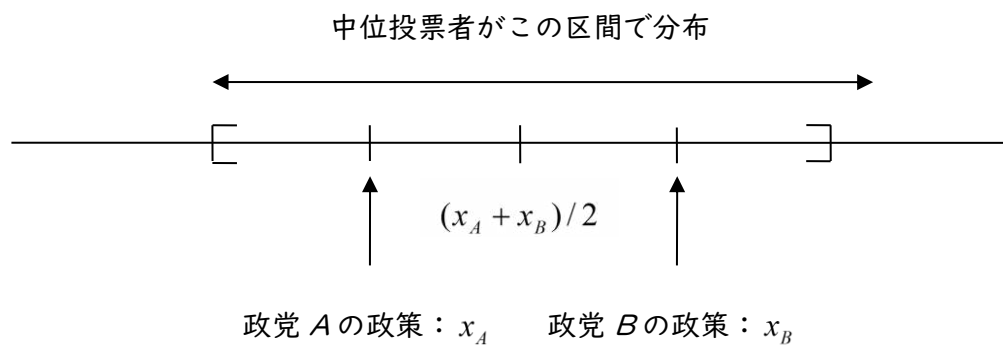 中位投票者がこの区間で分布
(x_A + x_B) / 2
政党 A の政策： x_A 政党 B の政策： x_B